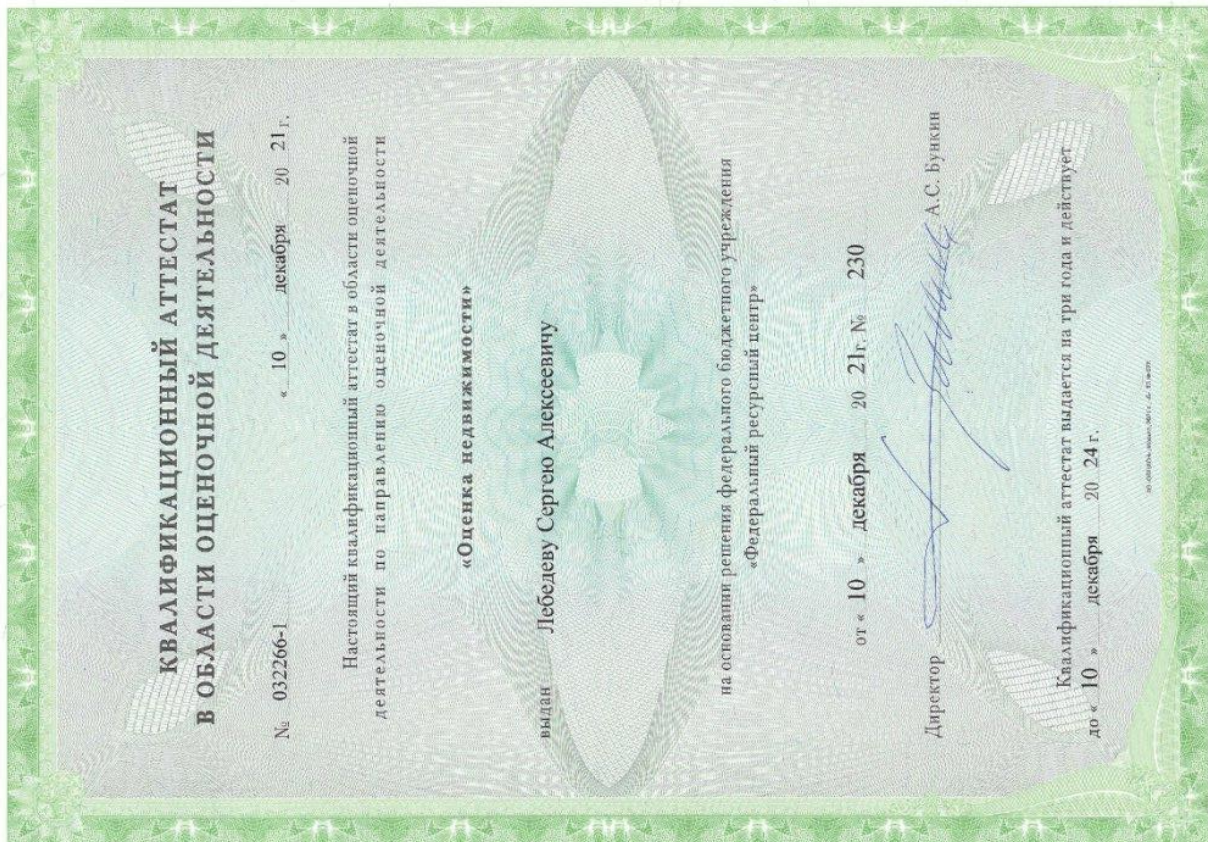 КВАЛИФИКАЦИОННЫЙ АТТЕСТАТ
В ОБЛАСТИ ОЦЕНОЧНОЙ ДЕЯТЕЛЬНОСТИ
№ 032266-1 « 10 » декабря 20 21 г.
Настоящий квалификационный аттестат в области оценочной
деятельности по направлению оценочной деятельности
«Оценка недвижимости»
выдан Лебедеву Сергею Алексеевичу
на основании решения федерального бюджетного учреждения
«Федеральный ресурсный центр»
от « 10 » декабря 20 21г. № 230
Директор А.С. Бункин
Квалификационный аттестат выдается на три года и действует
до « 10 » декабря 20 24 г.